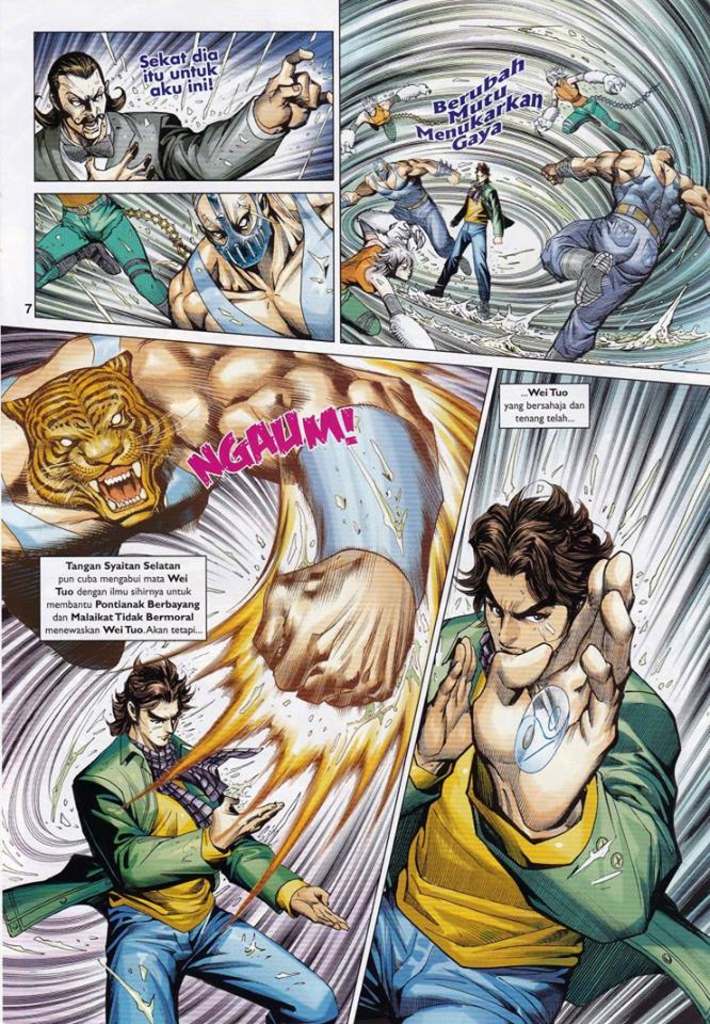 Sekat dia
itu untuk
aku ini!
Berubah
Mutu
Menukarkan
Gaya
7
NGAUM!
Tangan Syaitan Selatan
pun cuba mengabui mata Wei
Tuo dengan ilmu sihirnya untuk
membantu Pontianak Berbayang
dan Malaikat Tidak Bermoral
menewaskan Wei Tuo. Akan tetapi...
...Wei Tuo
yang bersahaja dan
tenang telah...